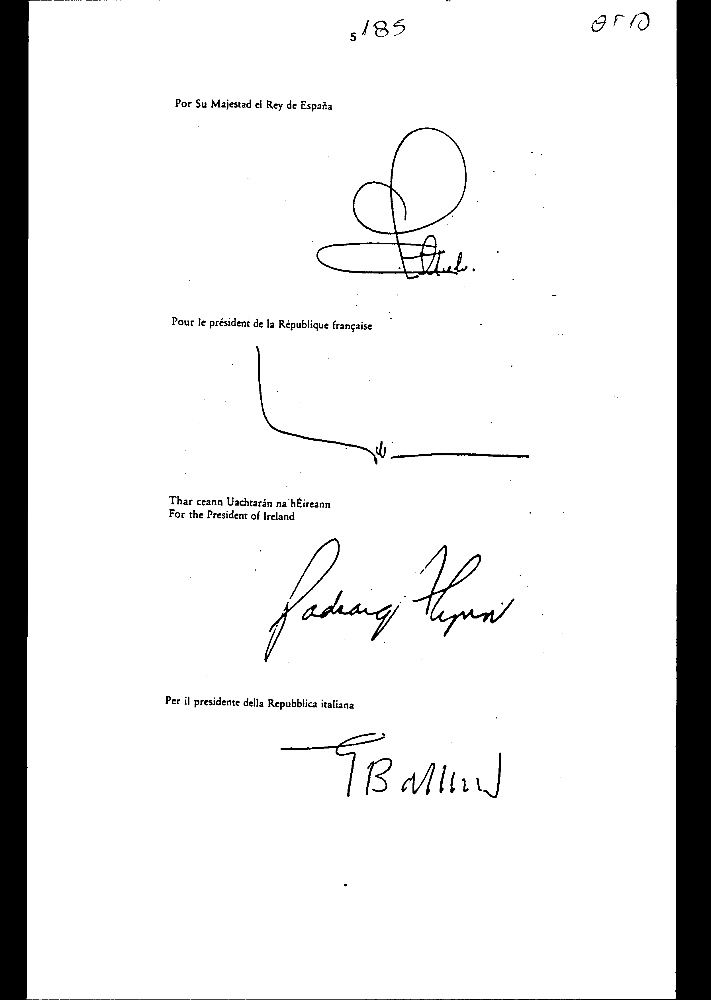 5 185
Por Su Majestad el Rey de España
Pour le président de la République française
Thar ceann Uachtarán na hÉireann
For the President of Ireland
Padraig Flynn
Per il presidente della Repubblica italiana